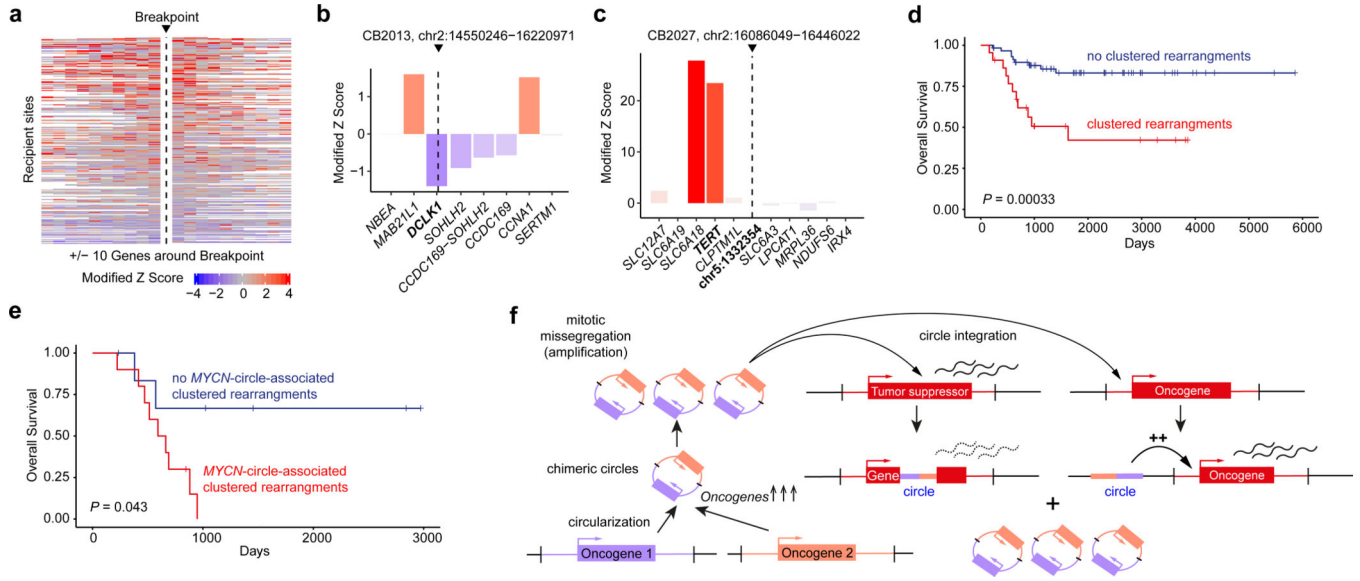 a
Breakpoint
Recipient sites
+/− 10 Genes around Breakpoint
Modified Z Score
−4 −2 0 2 4
b
CB2013, chr2:14550246−16220971
Modified Z Score
1
0
−1
NBEA
MAB21L1
DCLK1
SOHLH2
CCDC169−SOHLH2
CCDC169
CCNA1
SERTM1
c
CB2027, chr2:16086049−16446022
Modified Z Score
20
10
0
SLC12A7
SLC6A19
SLC6A18
TERT
CLPTM1L
chr5:1332354
SLC6A3
LPCAT1
MRPL36
NDUFS6
IRX4
d
Overall Survival
1.00
0.75
0.50
0.25
0.00
no clustered rearrangements
clustered rearrangements
P = 0.00033
0 1000 2000 3000 4000 5000 6000
Days
e
Overall Survival
1.00
0.75
0.50
0.25
0.00
no MYCN-circle-associated
clustered rearrangements
MYCN-circle-associated
clustered rearrangements
P = 0.043
0 1000 2000 3000
Days
f
mitotic
missegregation
(amplification)
circle integration
Tumor suppressor
Oncogene
chimeric circles
Oncogenes
circularization
Oncogene 1
Oncogene 2
Gene
circle
++
circle
Oncogene
+